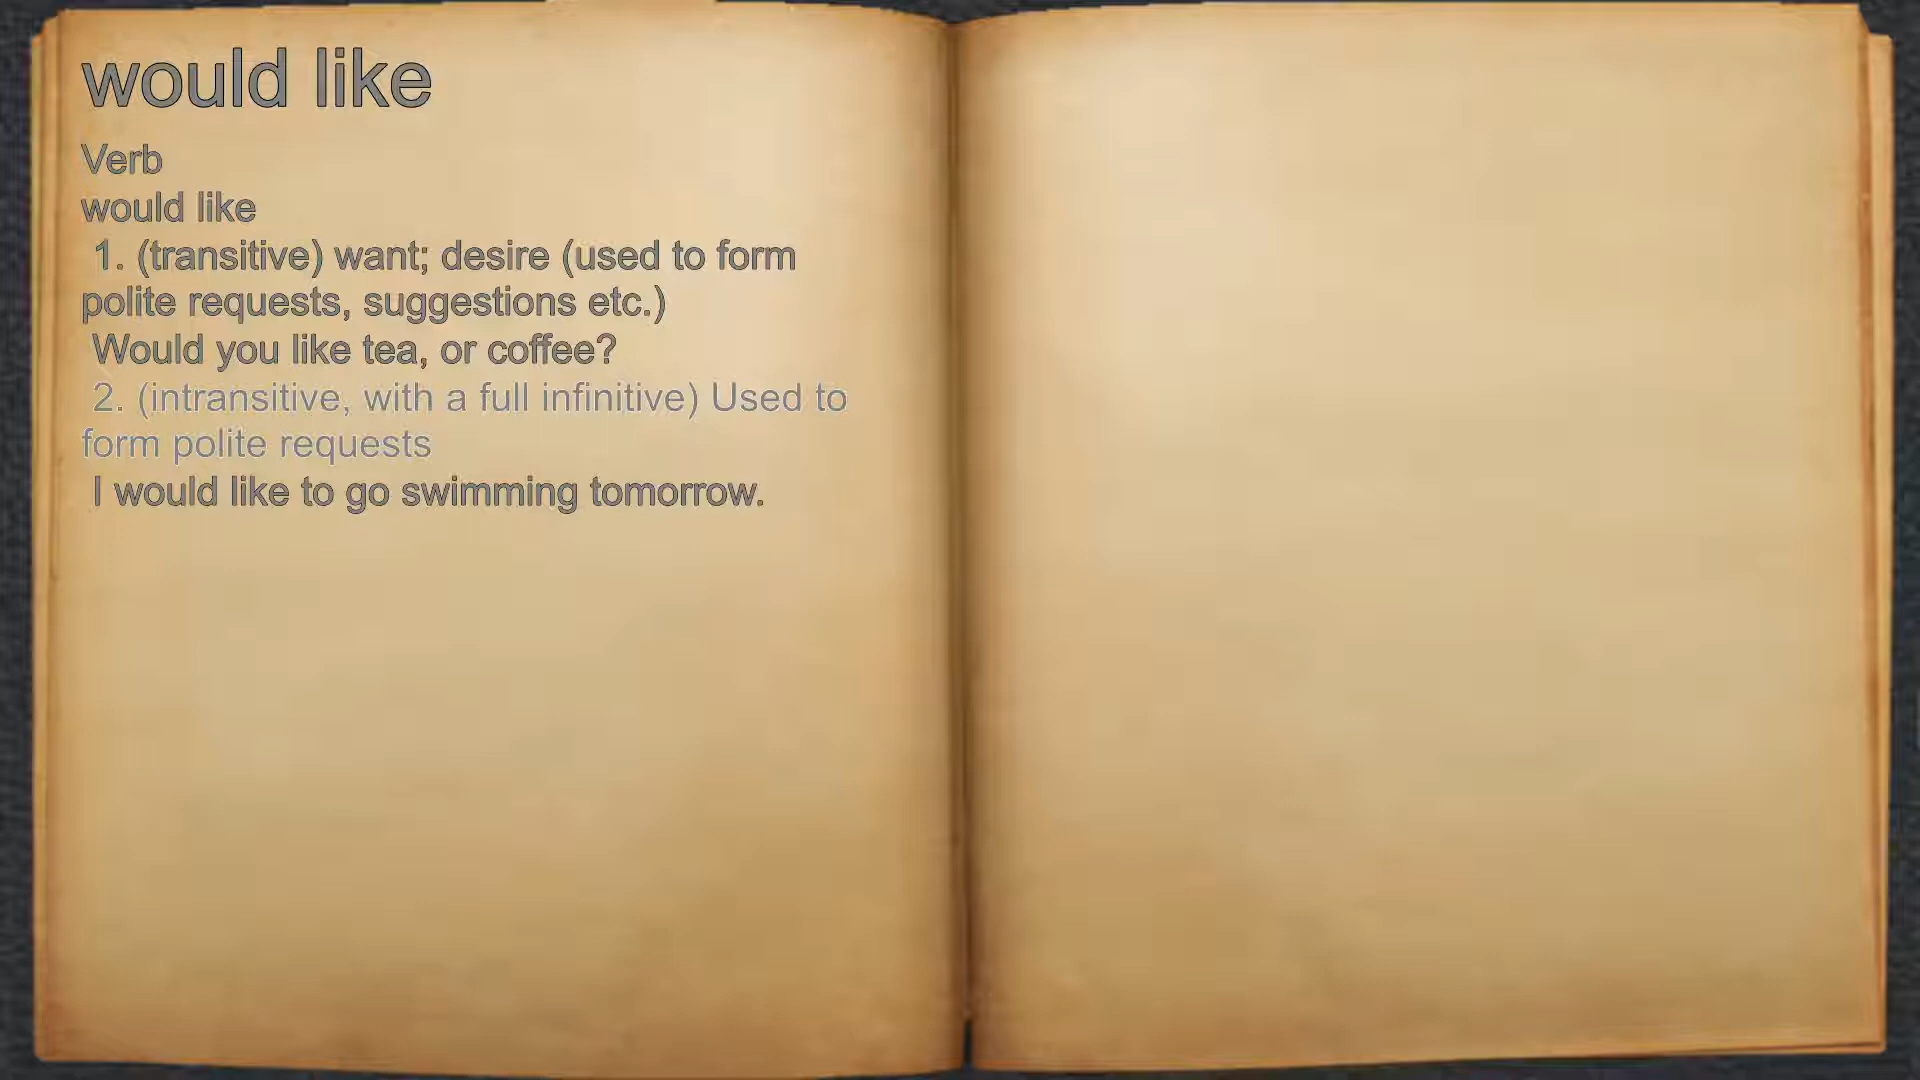 would like
Verb
would like
1. (transitive) want; desire (used to form
polite requests, suggestions etc.)
Would you like tea, or coffee?
2. (intransitive, with a full infinitive) Used to
form polite requests
I would like to go swimming tomorrow.